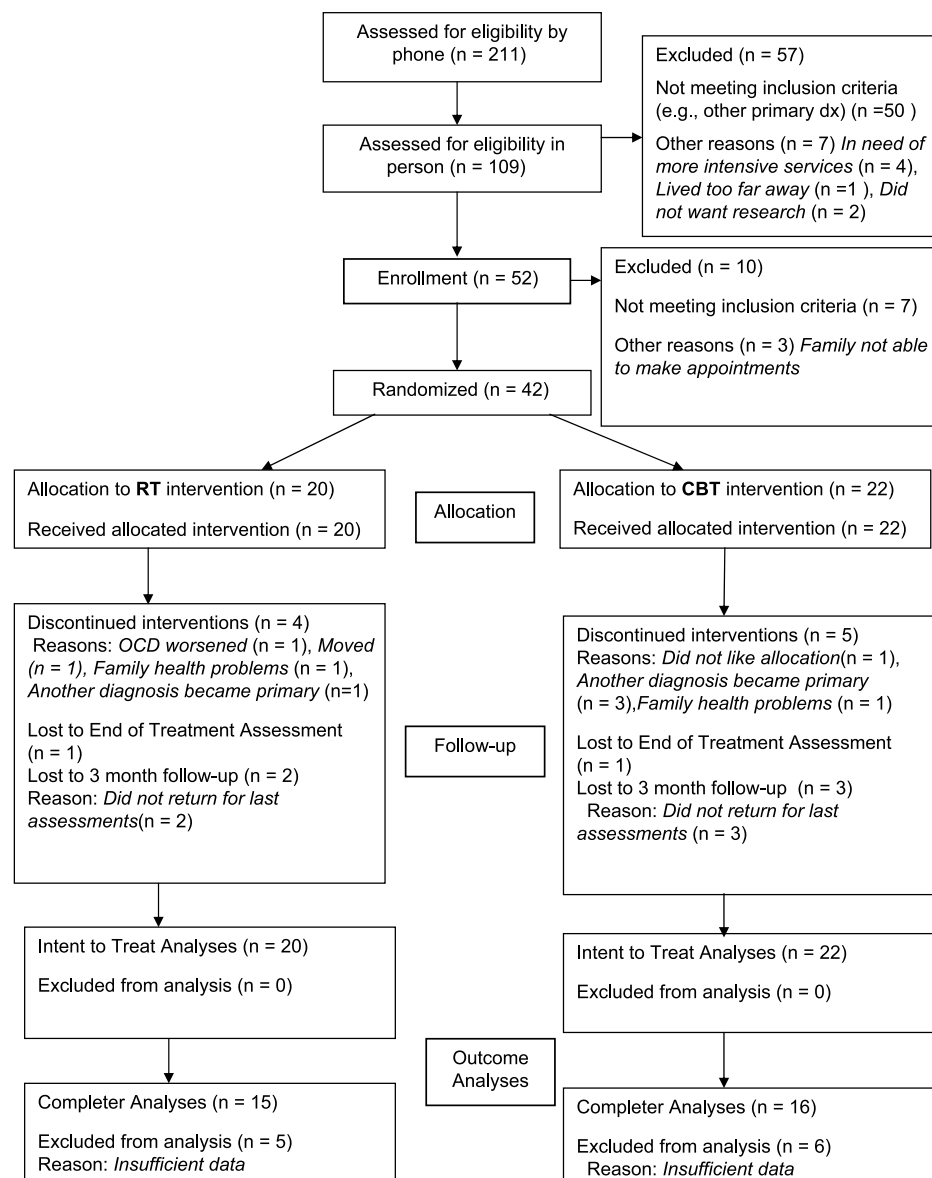 Assessed for eligibility by
phone (n = 211)
Excluded (n = 57)
Not meeting inclusion criteria
(e.g., other primary dx) (n =50 )
Other reasons (n = 7) In need of
more intensive services (n = 4),
Lived too far away (n =1 ), Did
not want research (n = 2)
Assessed for eligibility in
person (n = 109)
Enrollment (n = 52)
Excluded (n = 10)
Not meeting inclusion criteria (n = 7)
Other reasons (n = 3) Family not able
to make appointments
Randomized (n = 42)
Allocation to RT intervention (n = 20)
Received allocated intervention (n = 20)
Allocation
Allocation to CBT intervention (n = 22)
Received allocated intervention (n = 22)
Discontinued interventions (n = 4)
Reasons: OCD worsened (n = 1), Moved
(n = 1), Family health problems (n = 1),
Another diagnosis became primary (n=1)
Lost to End of Treatment Assessment
(n = 1)
Lost to 3 month follow-up (n = 2)
Reason: Did not return for last
assessments(n = 2)
Follow-up
Discontinued interventions (n = 5)
Reasons: Did not like allocation(n = 1),
Another diagnosis became primary
(n = 3),Family health problems (n = 1)
Lost to End of Treatment Assessment
(n = 1)
Lost to 3 month follow-up  (n = 3)
Reason: Did not return for last
assessments (n = 3)
Intent to Treat Analyses (n = 20)
Excluded from analysis (n = 0)
Intent to Treat Analyses (n = 22)
Excluded from analysis (n = 0)
Outcome
Analyses
Completer Analyses (n = 15)
Excluded from analysis (n = 5)
Reason: Insufficient data
Completer Analyses (n = 16)
Excluded from analysis (n = 6)
Reason: Insufficient data